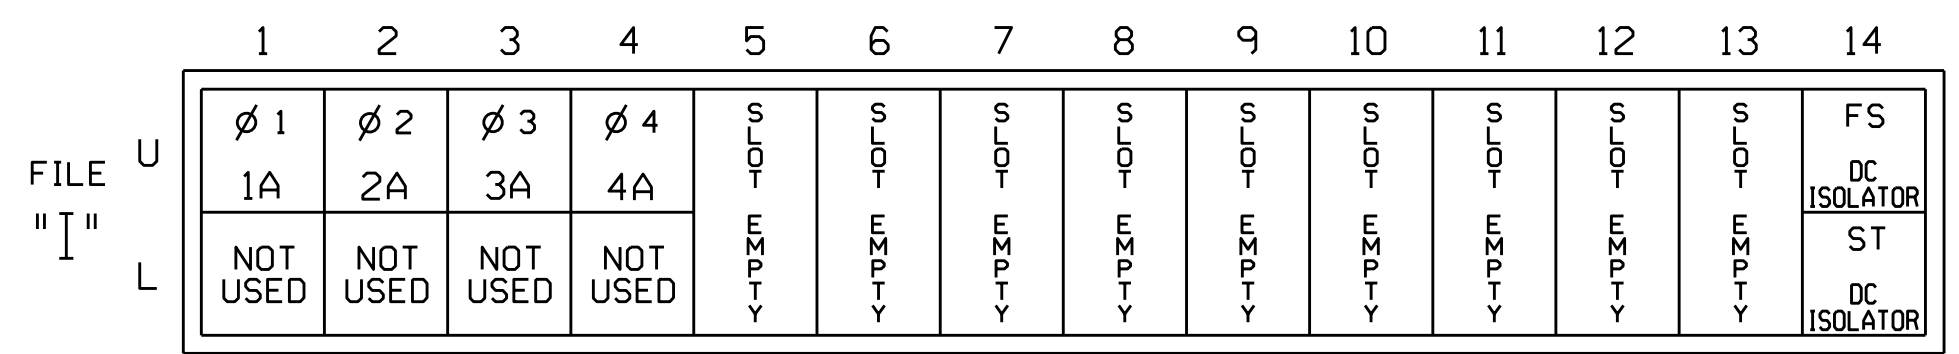 1 2 3 4 5 6 7 8 9 10 11 12 13 14
FILE "I"
U
L
Ø 1 1A
Ø 2 2A
Ø 3 3A
Ø 4 4A
NOT USED
NOT USED
NOT USED
NOT USED
SLOT EMPTY
SLOT EMPTY
SLOT EMPTY
SLOT EMPTY
SLOT EMPTY
SLOT EMPTY
SLOT EMPTY
SLOT EMPTY
SLOT EMPTY
FS
DC
ISOLATOR
ST
DC
ISOLATOR